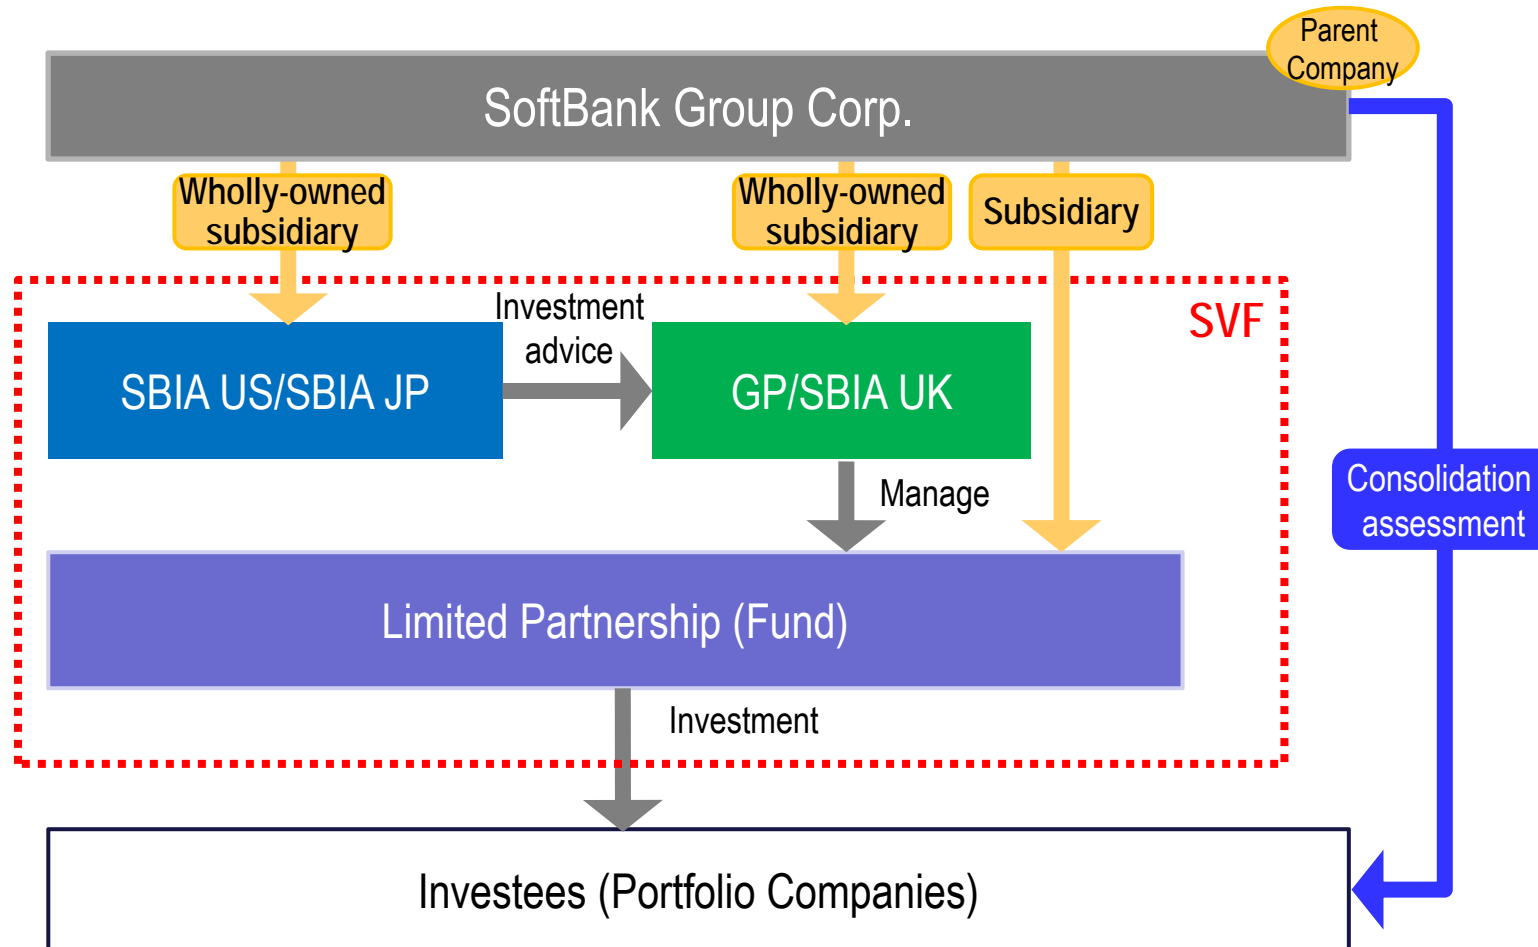 Parent
Company
SoftBank Group Corp.
Wholly-owned
subsidiary
Wholly-owned
subsidiary
Subsidiary
SVF
Investment
advice
SBIA US/SBIA JP
GP/SBIA UK
Manage
Consolidation
assessment
Limited Partnership (Fund)
Investment
Investees (Portfolio Companies)